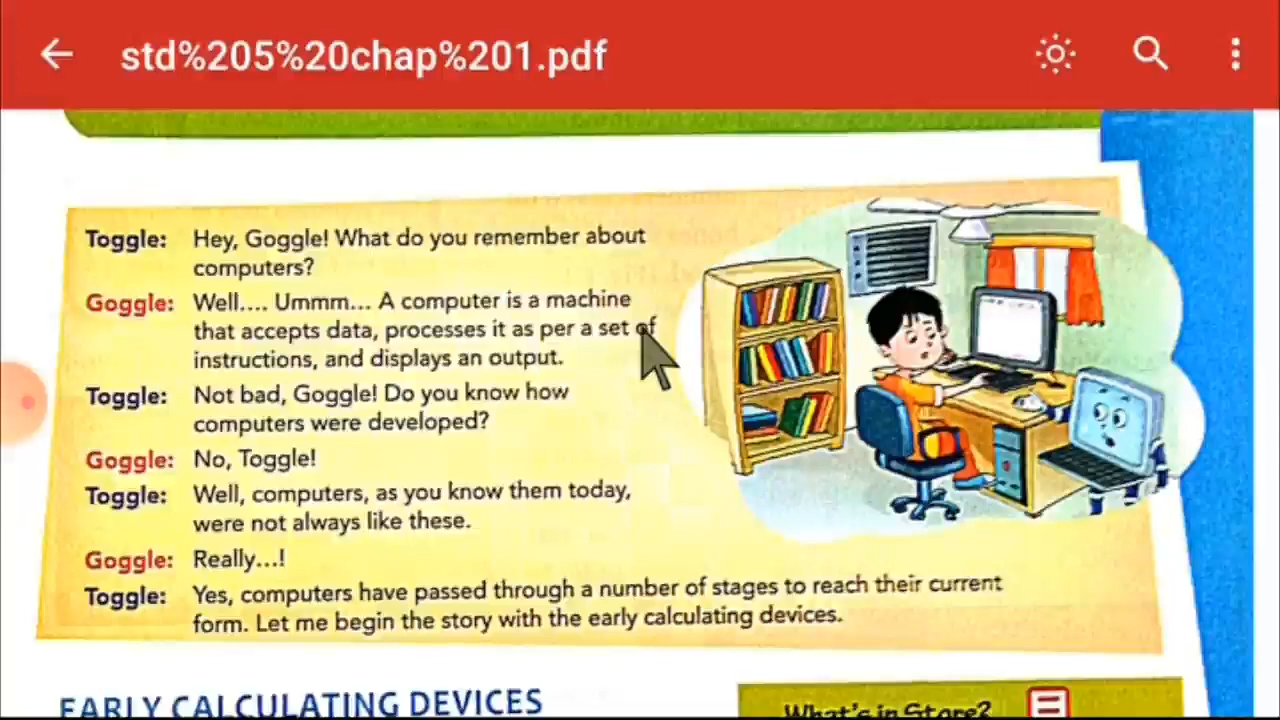 std%205%20chap%201.pdf
Toggle: Hey, Goggle! What do you remember about
computers?
Goggle: Well.... Ummm... A computer is a machine
that accepts data, processes it as per a set of
instructions, and displays an output.
Toggle: Not bad, Goggle! Do you know how
computers were developed?
Goggle: No, Toggle!
Toggle: Well, computers, as you know them today,
were not always like these.
Goggle: Really...!
Toggle: Yes, computers have passed through a number of stages to reach their current
form. Let me begin the story with the early calculating devices.
EARLY CALCULATING DEVICES
What's in Store?